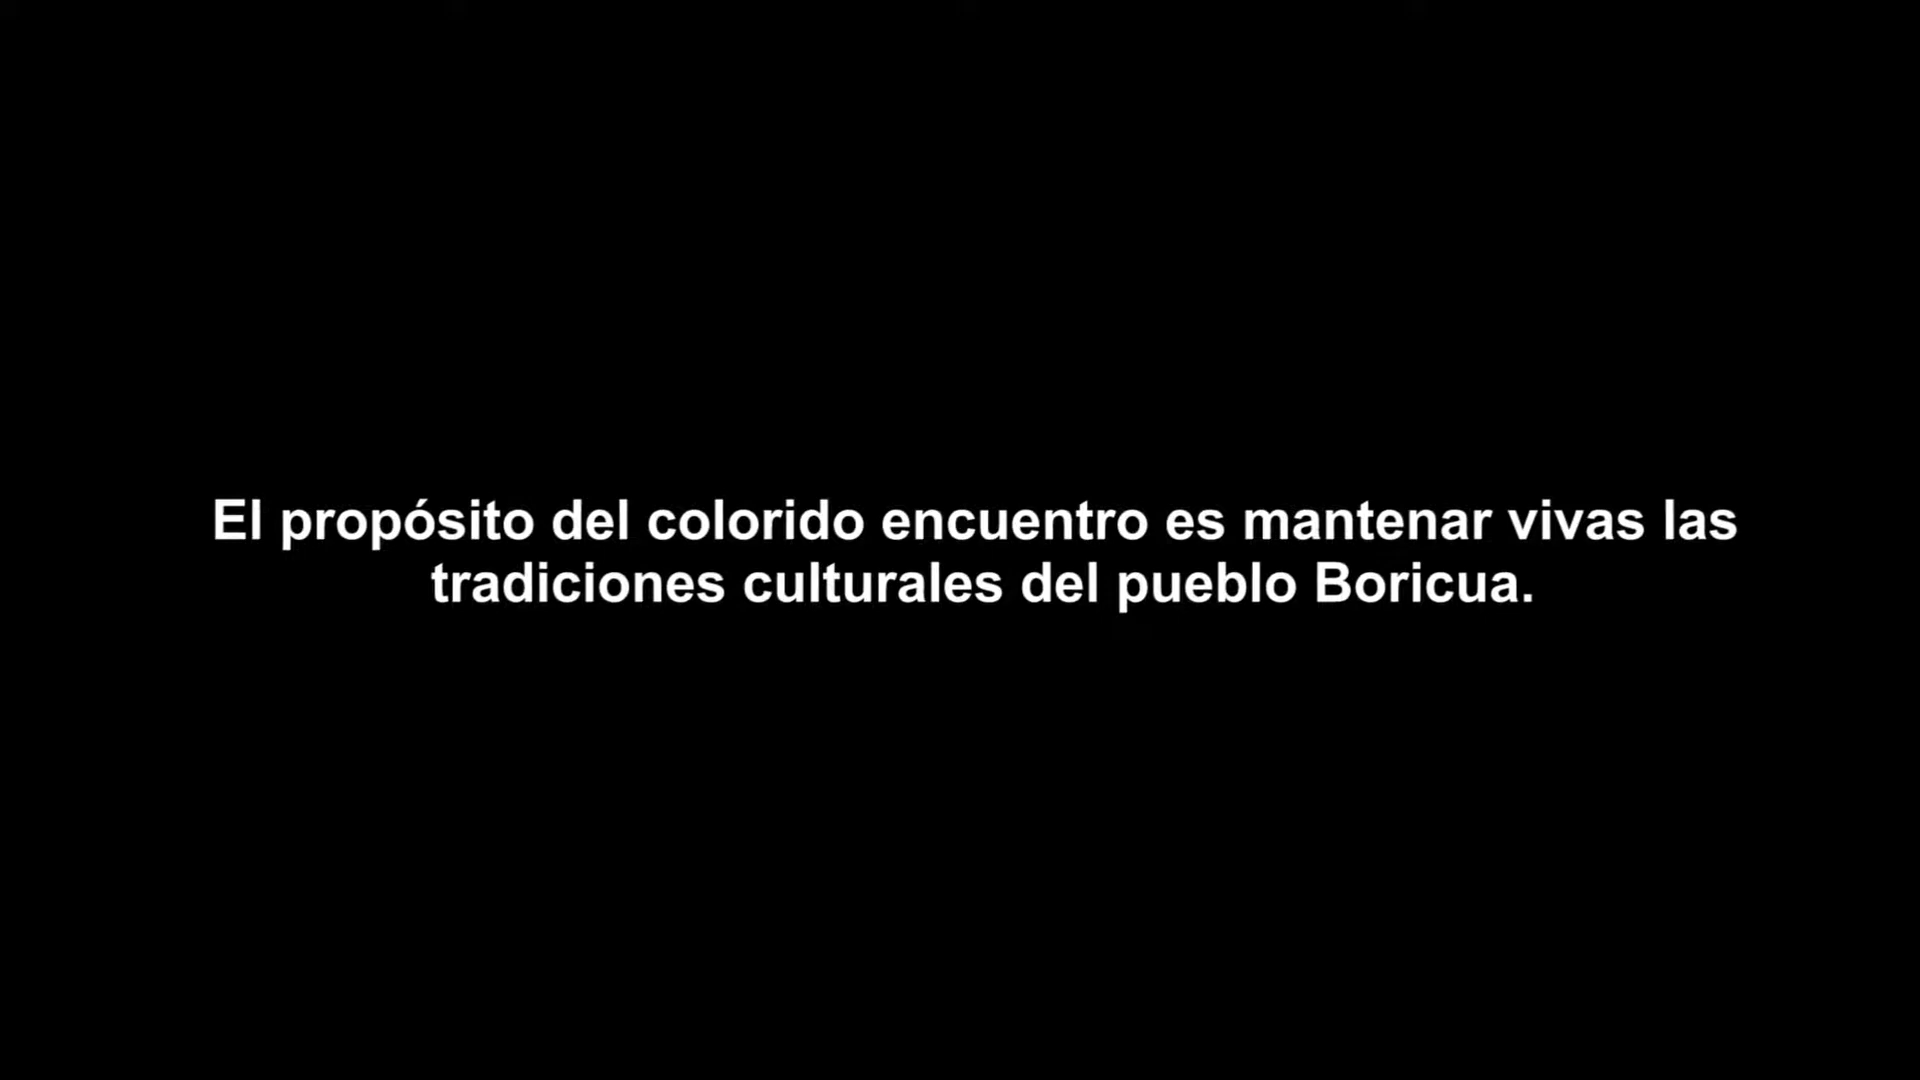 El propósito del colorido encuentro es mantenar vivas las
tradiciones culturales del pueblo Boricua.